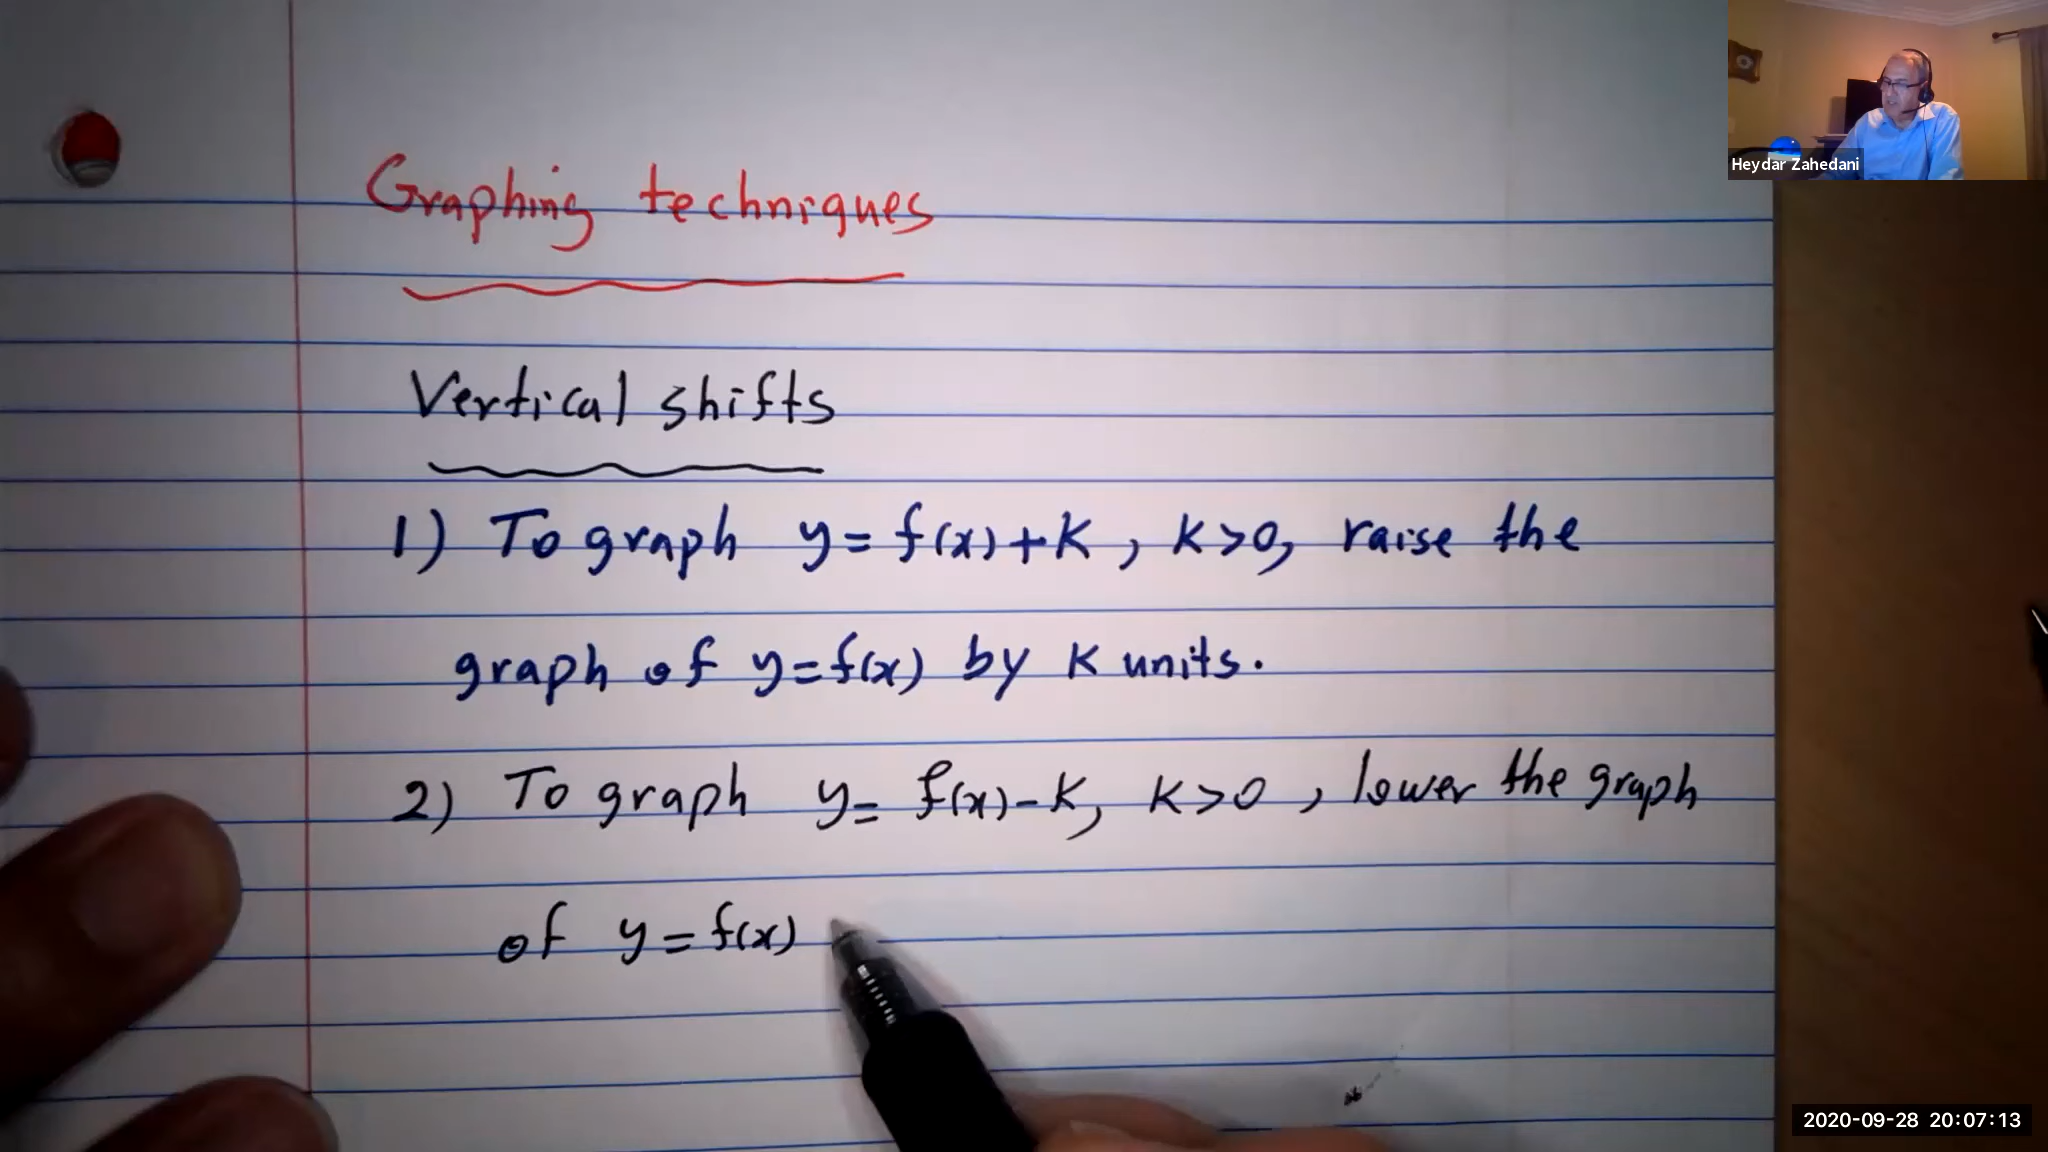 Heydar Zahedani
Graphing techniques
Vertical shifts
1) To graph y = f(x) + K, K > 0, raise the
graph of y = f(x) by K units.
2) To graph y = f(x) - K, K > 0, lower the graph
of y = f(x)
2020-09-28 20:07:13